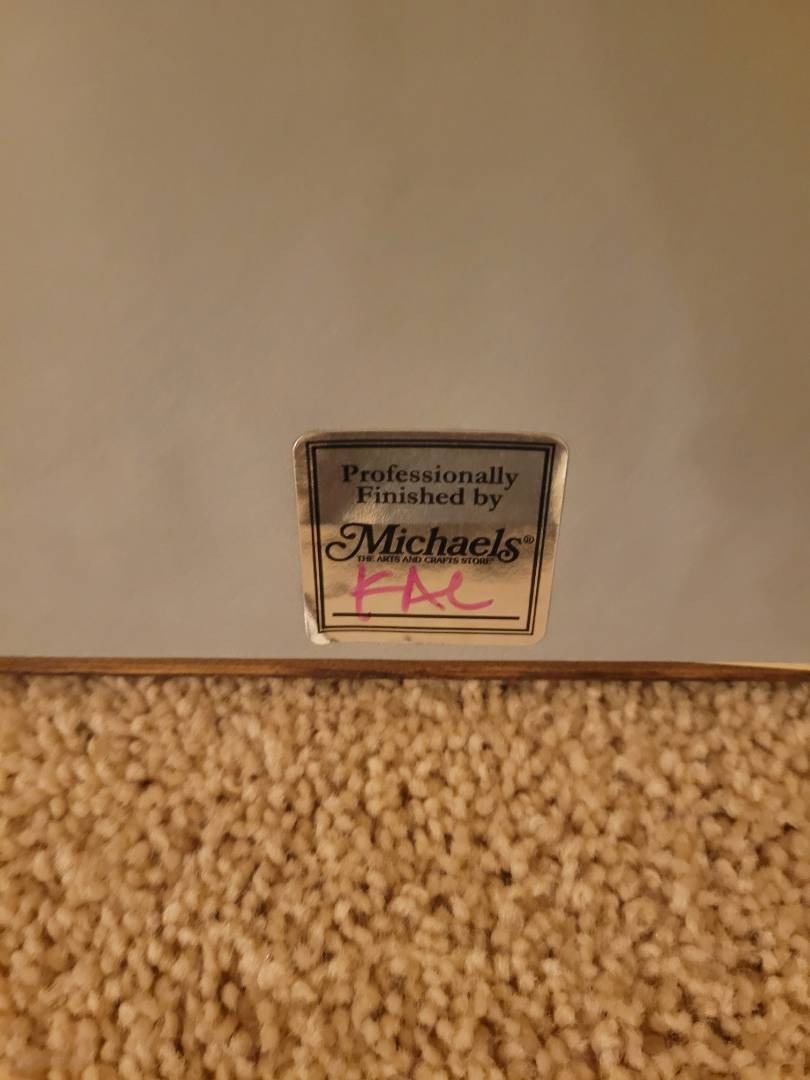 Professionally
Finished by
Michaels®
THE ARTS AND CRAFTS STORE
KAL